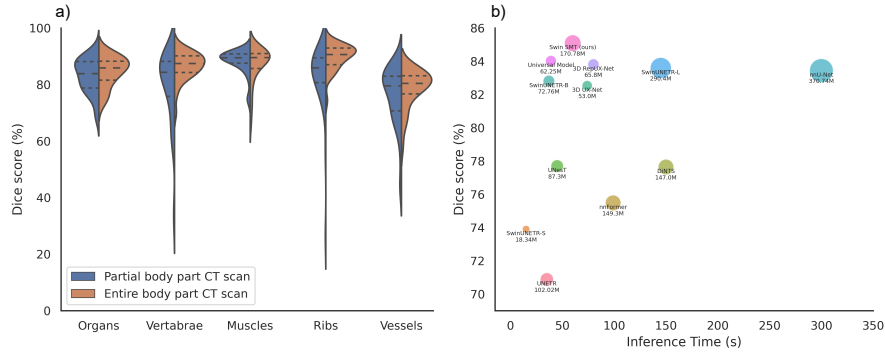 a)
100
80
60
40
20
0
Dice score (%)
Partial body part CT scan
Entire body part CT scan
Organs Vertabrae Muscles Ribs Vessels
b)
86
84
82
80
78
76
74
72
70
Dice score (%)
Swin SMT (ours)
170.78M
Universal Model
62.25M
3D RepUX-Net
65.8M
SwinUNETR-L
290.4M
nnU-Net
370.74M
SwinUNETR-B
72.76M
3D UX-Net
53.0M
UNesT
87.3M
DiNTS
147.0M
nnFormer
149.3M
SwinUNETR-S
18.34M
UNETR
102.02M
0 50 100 150 200 250 300 350
Inference Time (s)